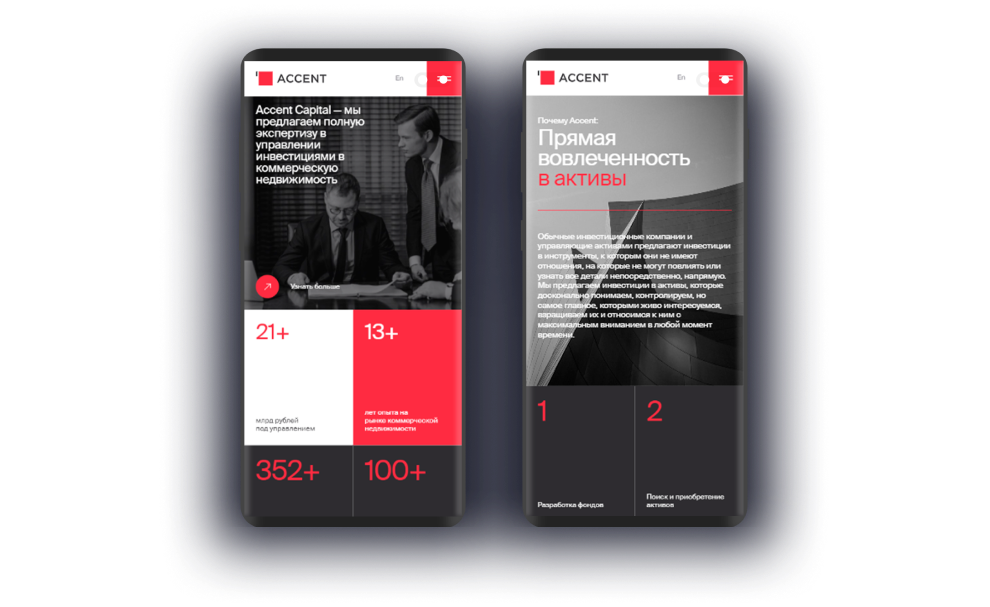 ACCENT
En
Accent Capital — мы
предлагаем полную
экспертизу в
управлении
инвестициями в
коммерческую
недвижимость
Узнать больше
21+
млрд рублей
под управлением
13+
лет опыта на
рынке коммерческой
недвижимости
352+
100+
ACCENT
En
Почему Accent:
Прямая
вовлеченность
в активы
Обычные инвестиционные компании и
управляющие активами предлагают инвестиции
в инструменты, к которым они не имеют
отношения, на которые не могут повлиять или
узнать все детали непосредственно, напрямую.
Мы предлагаем инвестиции в активы, которые
досконально понимаем, контролируем, но
самое главное, которыми живо интересуемся,
взращиваем их и относимся к ним с
максимальным вниманием в любой момент
времени.
1
Разработка фондов
2
Поиск и приобретение
активов